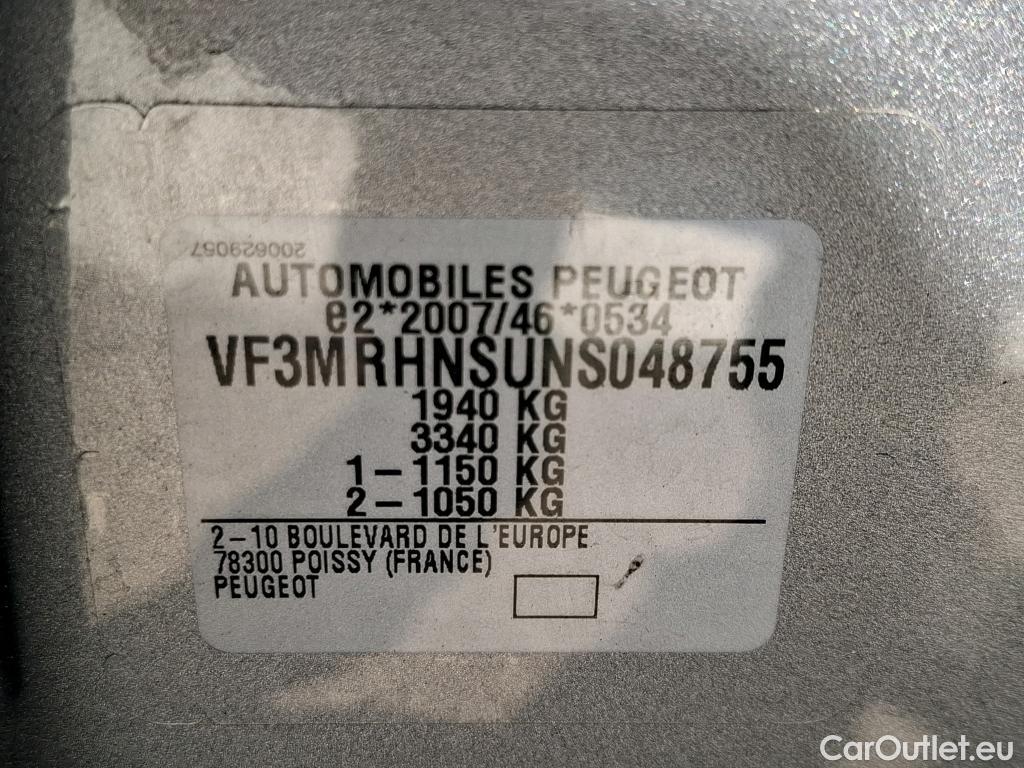 200629057
AUTOMOBILES PEUGEOT
e2*2007/46*0534
VF3MRHNSUNS048755
1940 KG
3340 KG
1-1150 KG
2-1050 KG
2-10 BOULEVARD DE L'EUROPE
78300 POISSY (FRANCE)
PEUGEOT
CarOutlet.eu